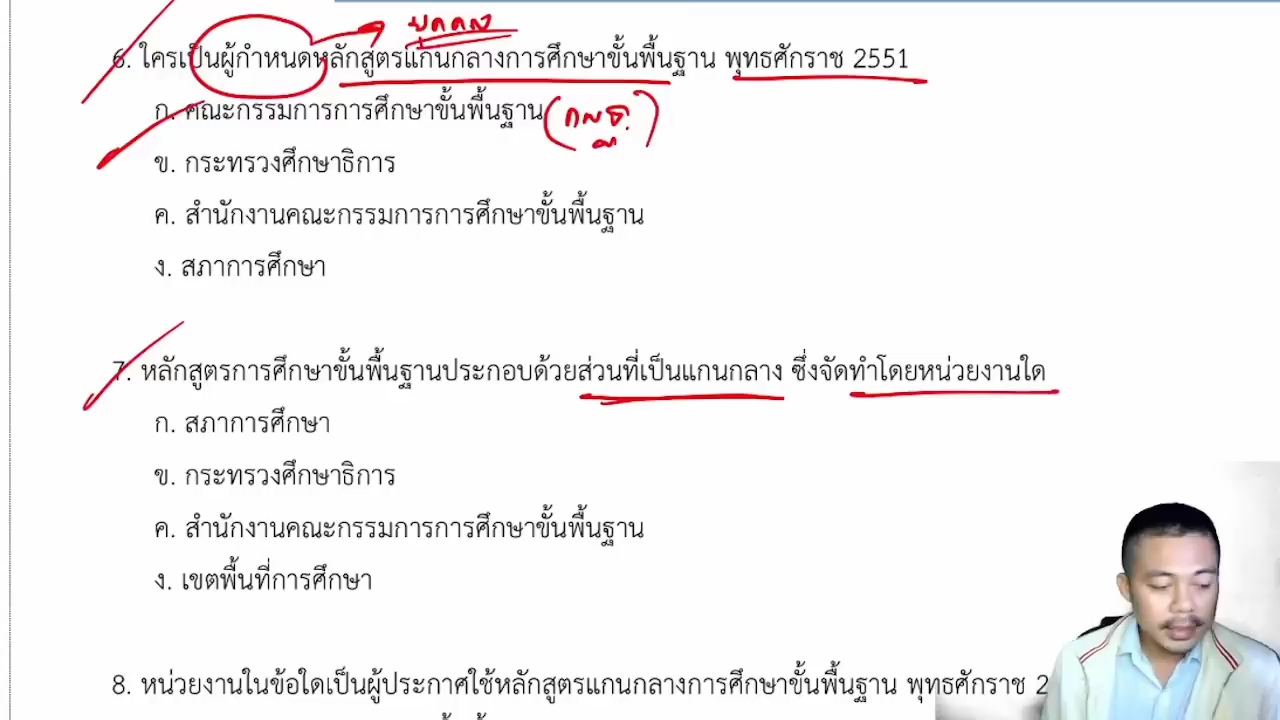 บุคคล
6. ใครเป็นผู้กำหนดหลักสูตรแกนกลางการศึกษาขั้นพื้นฐาน พุทธศักราช 2551
ก. คณะกรรมการการศึกษาขั้นพื้นฐาน
ข. กระทรวงศึกษาธิการ
ค. สำนักงานคณะกรรมการการศึกษาขั้นพื้นฐาน
ง. สภาการศึกษา
7. หลักสูตรการศึกษาขั้นพื้นฐานประกอบด้วยส่วนที่เป็นแกนกลาง ซึ่งจัดทำโดยหน่วยงานใด
ก. สภาการศึกษา
ข. กระทรวงศึกษาธิการ
ค. สำนักงานคณะกรรมการการศึกษาขั้นพื้นฐาน
ง. เขตพื้นที่การศึกษา
8. หน่วยงานในข้อใดเป็นผู้ประกาศใช้หลักสูตรแกนกลางการศึกษาขั้นพื้นฐาน พุทธศักราช 2